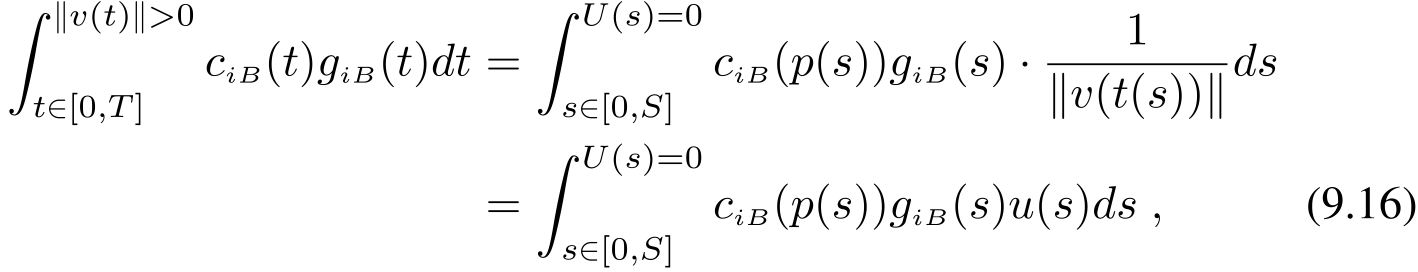 ∫_{t∈[0,T]}^{‖v(t)‖>0} c_{iB}(t)g_{iB}(t)dt = ∫_{s∈[0,S]}^{U(s)=0} c_{iB}(p(s))g_{iB}(s) · \frac{1}{‖v(t(s))‖} ds
= ∫_{s∈[0,S]}^{U(s)=0} c_{iB}(p(s))g_{iB}(s)u(s)ds , (9.16)